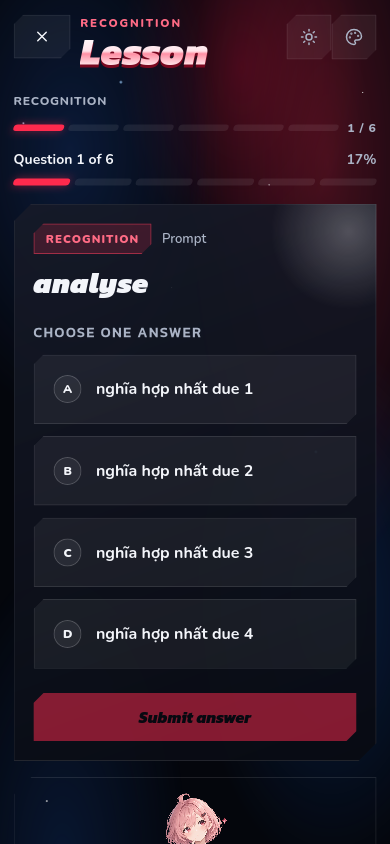 RECOGNITION
Lesson
RECOGNITION
1 / 6
Question 1 of 6
17%
RECOGNITION
Prompt
analyse
CHOOSE ONE ANSWER
A
nghĩa hợp nhất due 1
B
nghĩa hợp nhất due 2
C
nghĩa hợp nhất due 3
D
nghĩa hợp nhất due 4
Submit answer